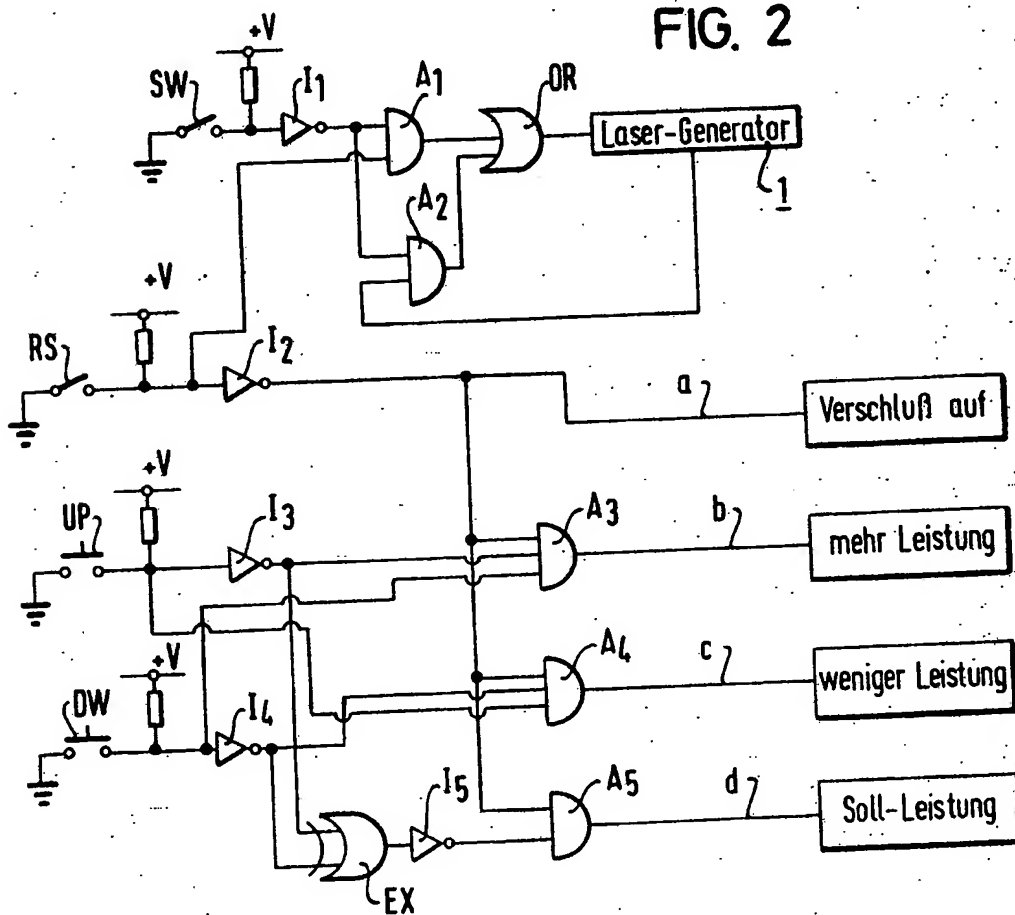 FIG. 2
+V
SW
I1
A1
OR
Laser-Generator
1
A2
+V
RS
I2
a
Verschluß auf
+V
UP
I3
A3
b
mehr Leistung
+V
DW
I4
A4
c
weniger Leistung
I5
A5
d
Soll-Leistung
EX